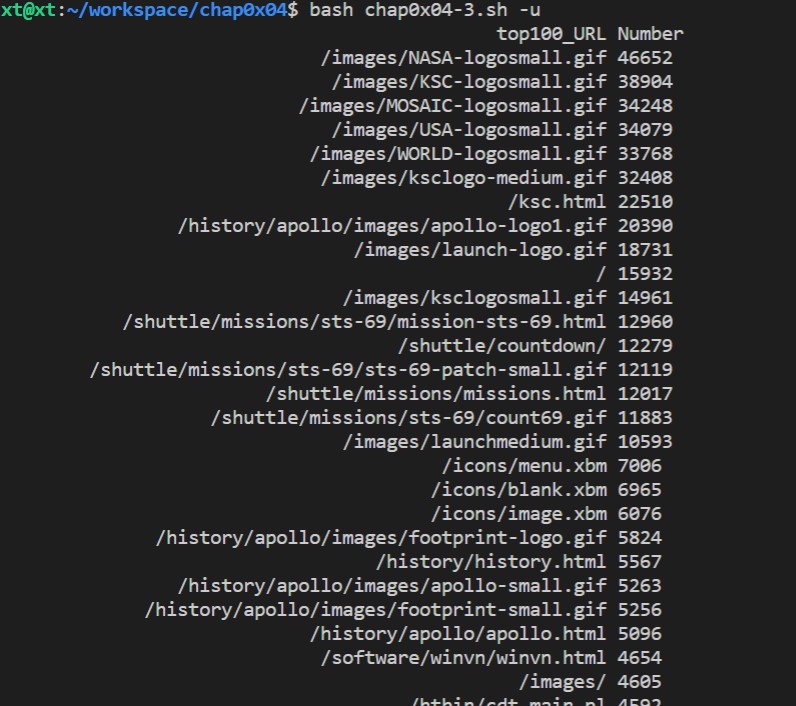 xt@xt:~/workspace/chap0x04$ bash chap0x04-3.sh -u
top100_URL Number
/images/NASA-logosmall.gif 46652
/images/KSC-logosmall.gif 38904
/images/MOSAIC-logosmall.gif 34248
/images/USA-logosmall.gif 34079
/images/WORLD-logosmall.gif 33768
/images/ksclogo-medium.gif 32408
/ksc.html 22510
/history/apollo/images/apollo-logo1.gif 20390
/images/launch-logo.gif 18731
/ 15932
/images/ksclogosmall.gif 14961
/shuttle/missions/sts-69/mission-sts-69.html 12960
/shuttle/countdown/ 12279
/shuttle/missions/sts-69/sts-69-patch-small.gif 12119
/shuttle/missions/missions.html 12017
/shuttle/missions/sts-69/count69.gif 11883
/images/launchmedium.gif 10593
/icons/menu.xbm 7006
/icons/blank.xbm 6965
/icons/image.xbm 6076
/history/apollo/images/footprint-logo.gif 5824
/history/history.html 5567
/history/apollo/images/apollo-small.gif 5263
/history/apollo/images/footprint-small.gif 5256
/history/apollo/apollo.html 5096
/software/winvn/winvn.html 4654
/images/ 4605
/htbin/cdt_main.pl 4592